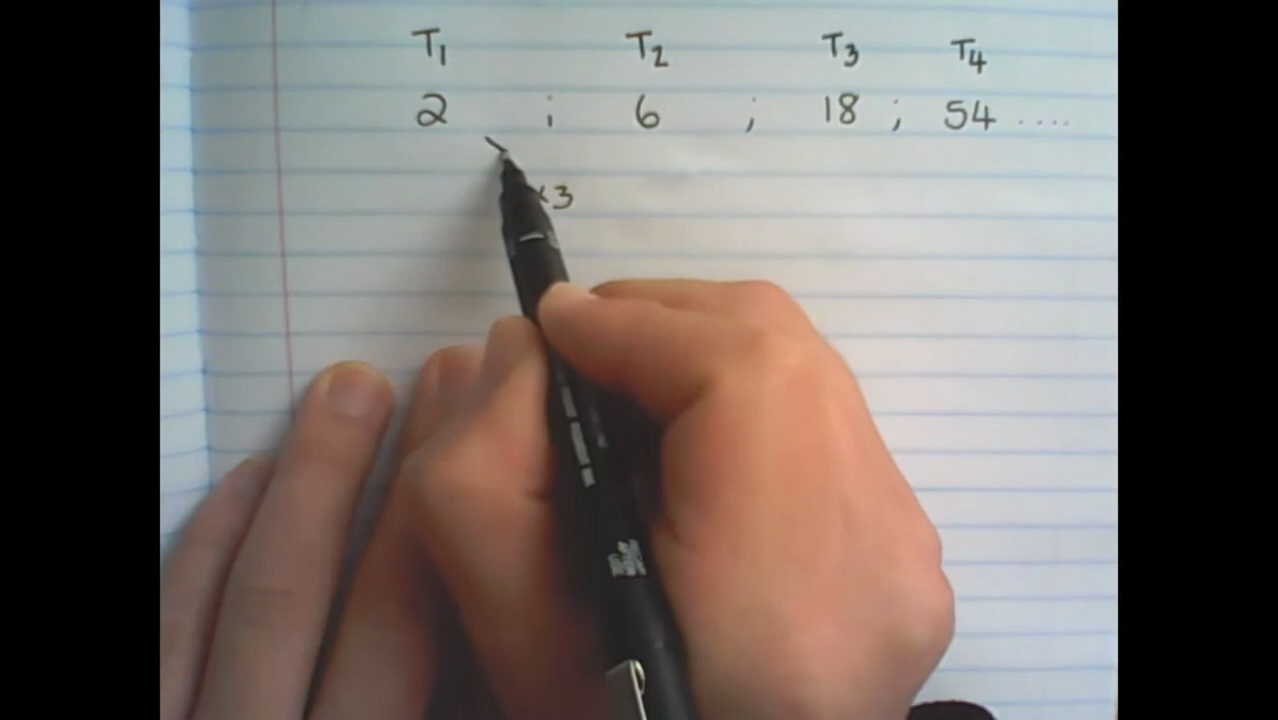 T₁ T₂ T₃ T₄
2 ; 6 ; 18 ; 54 ....
×3